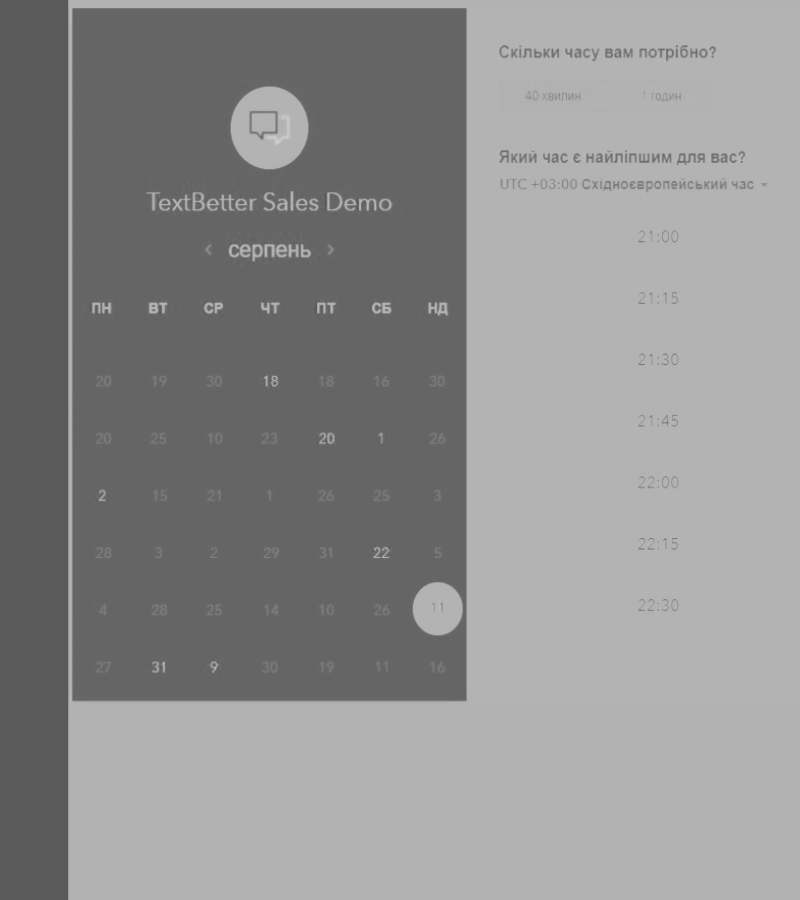 TextBetter Sales Demo
серпень
ПН ВТ СР ЧТ ПТ СБ НД
20 19 30 18 18 16 30
20 25 10 23 20 1 26
2 15 21 1 26 25 3
28 3 2 29 31 22 5
4 28 25 14 10 26 11
27 31 9 30 19 11 16
Скільки часу вам потрібно?
40 хвилин 1 годин
Який час є найліпшим для вас?
UTC +03:00 Східноєвропейський час
21:00
21:15
21:30
21:45
22:00
22:15
22:30